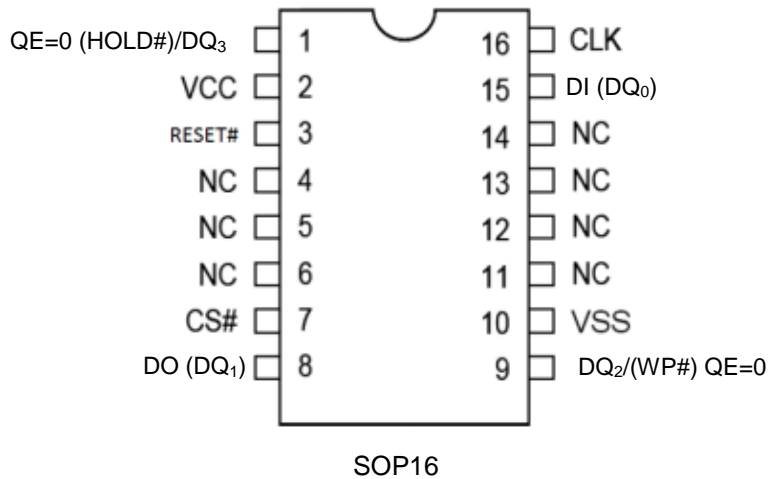 QE=0 (HOLD#)/DQ₃ 1 16 CLK
VCC 2 15 DI (DQ₀)
RESET# 3 14 NC
NC 4 13 NC
NC 5 12 NC
NC 6 11 NC
CS# 7 10 VSS
DO (DQ₁) 8 9 DQ₂/(WP#) QE=0
SOP16